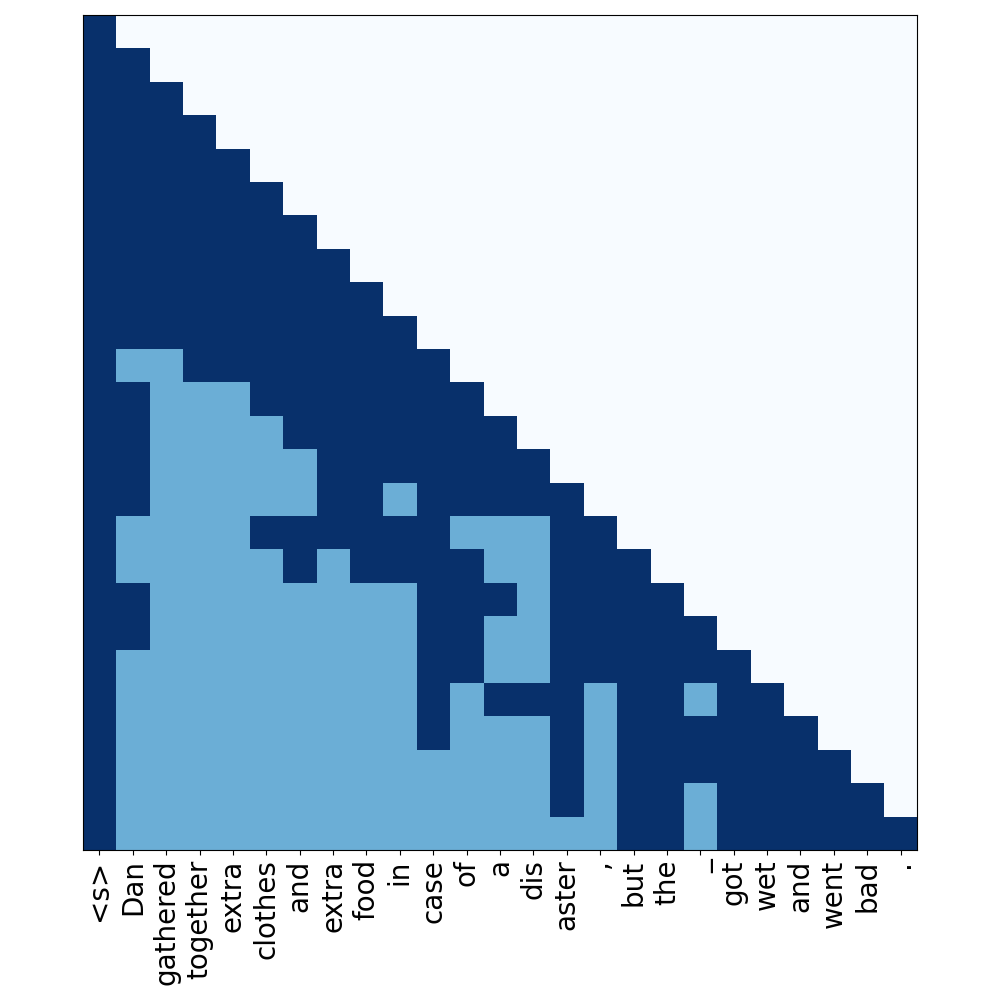 <s> Dan gathered together extra clothes and extra food in case of a dis aster , but the _ got wet and went bad .